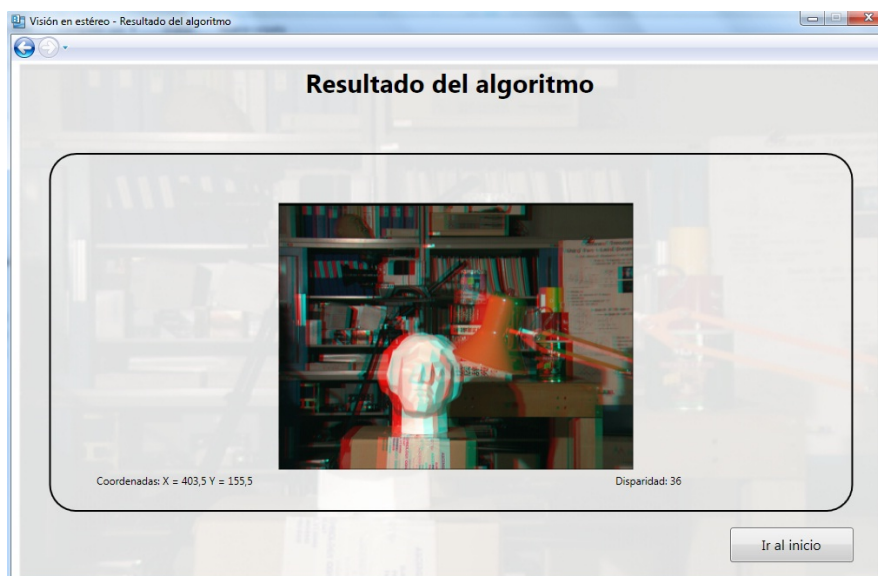 Visión en estéreo - Resultado del algoritmo
Resultado del algoritmo
Coordenadas: X = 403,5 Y = 155,5
Disparidad: 36
Ir al inicio